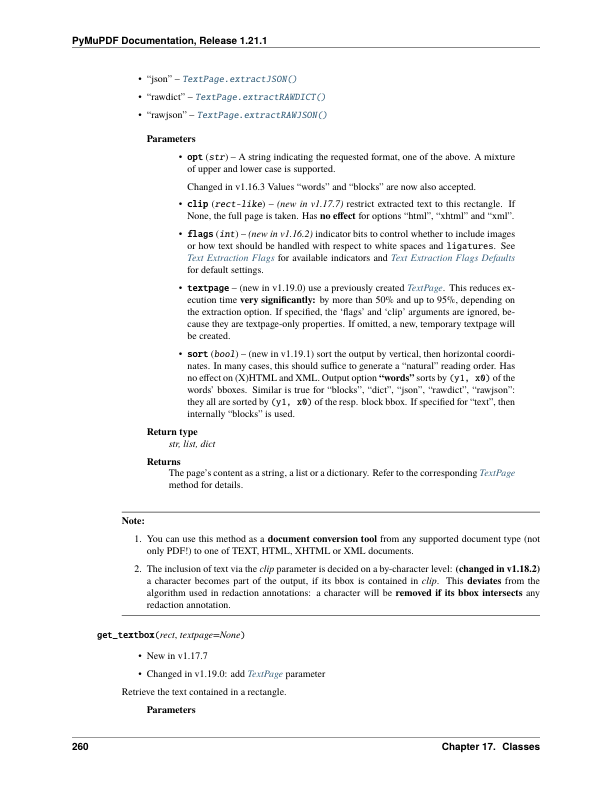 PyMuPDF Documentation, Release 1.21.1
• “json” – TextPage.extractJSON()
• “rawdict” – TextPage.extractRAWDICT()
• “rawjson” – TextPage.extractRAWJSON()
Parameters
• opt (str) – A string indicating the requested format, one of the above. A mixture
of upper and lower case is supported.
Changed in v1.16.3 Values “words” and “blocks” are now also accepted.
• clip (rect-like) – (new in v1.17.7) restrict extracted text to this rectangle. If
None, the full page is taken. Has no effect for options “html”, “xhtml” and “xml”.
• flags (int) – (new in v1.16.2) indicator bits to control whether to include images
or how text should be handled with respect to white spaces and ligatures. See
Text Extraction Flags for available indicators and Text Extraction Flags Defaults
for default settings.
• textpage – (new in v1.19.0) use a previously created TextPage. This reduces ex-
ecution time very significantly: by more than 50% and up to 95%, depending on
the extraction option. If specified, the ‘flags’ and ‘clip’ arguments are ignored, be-
cause they are textpage-only properties. If omitted, a new, temporary textpage will
be created.
• sort (bool) – (new in v1.19.1) sort the output by vertical, then horizontal coordi-
nates. In many cases, this should suffice to generate a “natural” reading order. Has
no effect on (X)HTML and XML. Output option “words” sorts by (y1, x0) of the
words’ bboxes. Similar is true for “blocks”, “dict”, “json”, “rawdict”, “rawjson”:
they all are sorted by (y1, x0) of the resp. block bbox. If specified for “text”, then
internally “blocks” is used.
Return type
str, list, dict
Returns
The page’s content as a string, a list or a dictionary. Refer to the corresponding TextPage
method for details.
Note:
1. You can use this method as a document conversion tool from any supported document type (not
only PDF!) to one of TEXT, HTML, XHTML or XML documents.
2. The inclusion of text via the clip parameter is decided on a by-character level: (changed in v1.18.2)
a character becomes part of the output, if its bbox is contained in clip. This deviates from the
algorithm used in redaction annotations: a character will be removed if its bbox intersects any
redaction annotation.
get_textbox(rect, textpage=None)
• New in v1.17.7
• Changed in v1.19.0: add TextPage parameter
Retrieve the text contained in a rectangle.
Parameters
260 Chapter 17. Classes